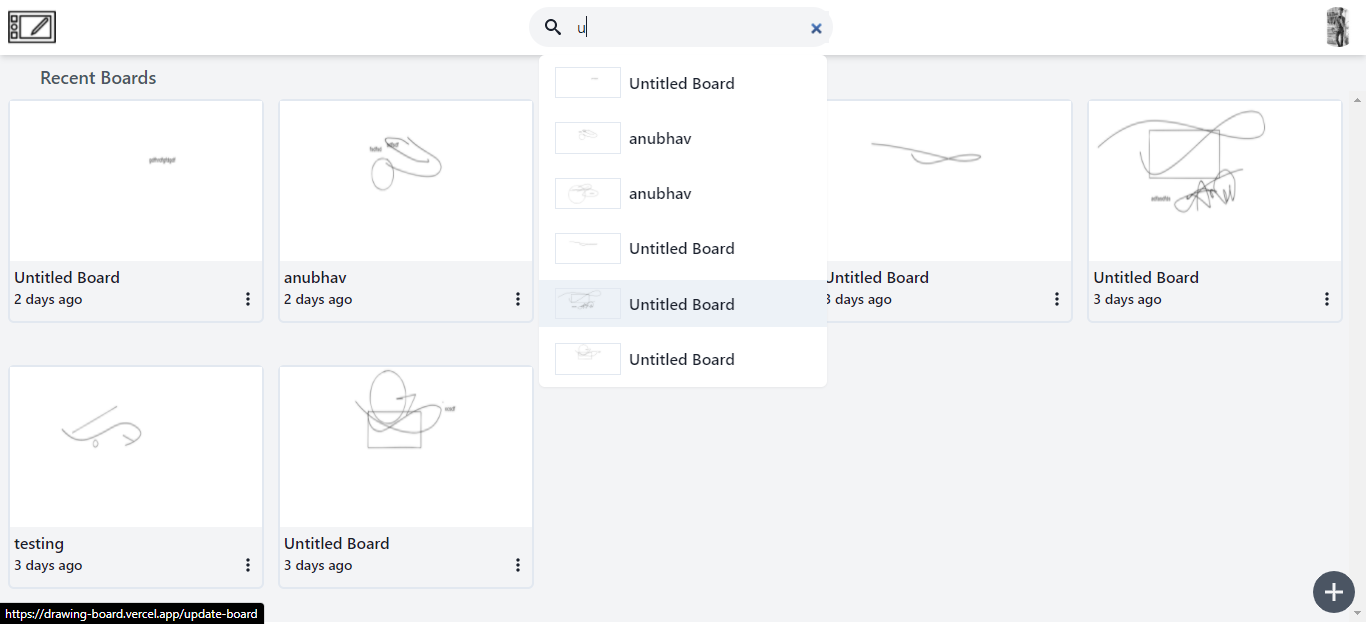 u
Recent Boards
Untitled Board
anubhav
anubhav
Untitled Board
Untitled Board
Untitled Board
Untitled Board
2 days ago
anubhav
2 days ago
Untitled Board
3 days ago
Untitled Board
3 days ago
testing
3 days ago
Untitled Board
3 days ago
https://drawing-board.vercel.app/update-board